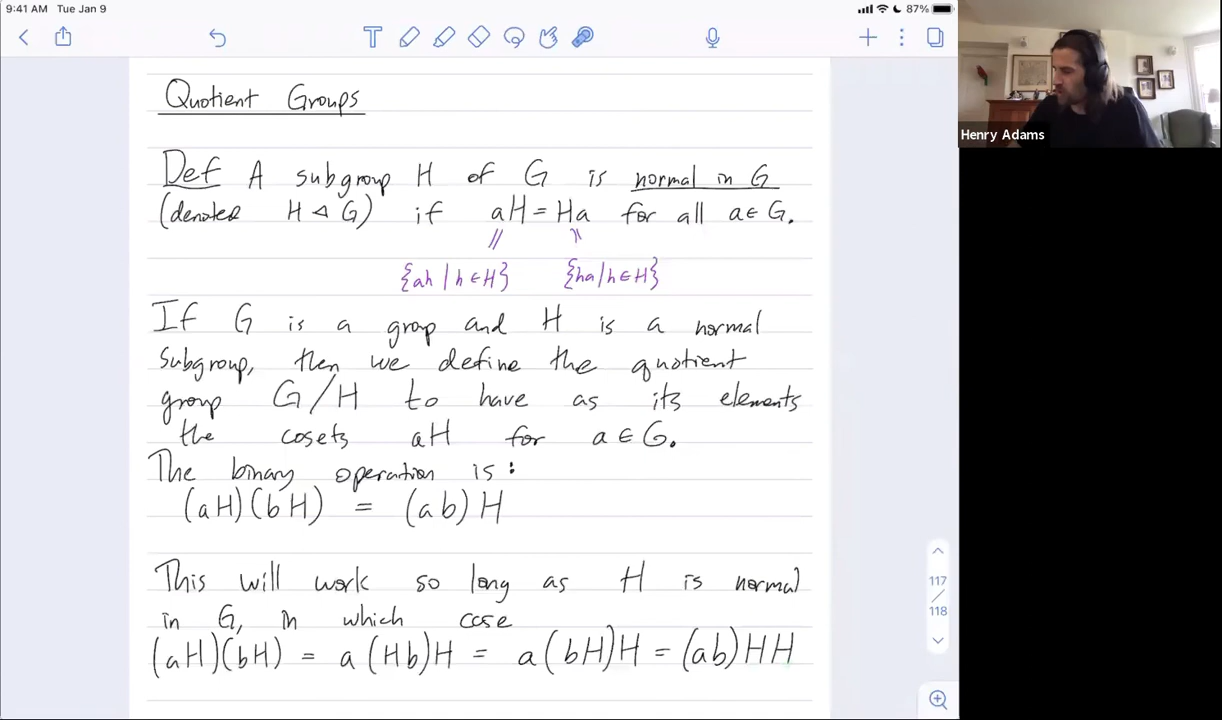 9:41 AM Tue Jan 9
87%
Quotient Groups
Def A subgroup H of G is normal in G
(denoted H ◁ G) if aH = Ha for all a ∈ G.
{ah | h ∈ H} {ha | h ∈ H}
If G is a group and H is a normal
subgroup, then we define the quotient
group G/H to have as its elements
the cosets aH for a ∈ G.
The binary operation is:
(aH)(bH) = (ab)H
This will work so long as H is normal
in G, in which case
(aH)(bH) = a(Hb)H = a(bH)H = (ab)HH
117
/
118
Henry Adams